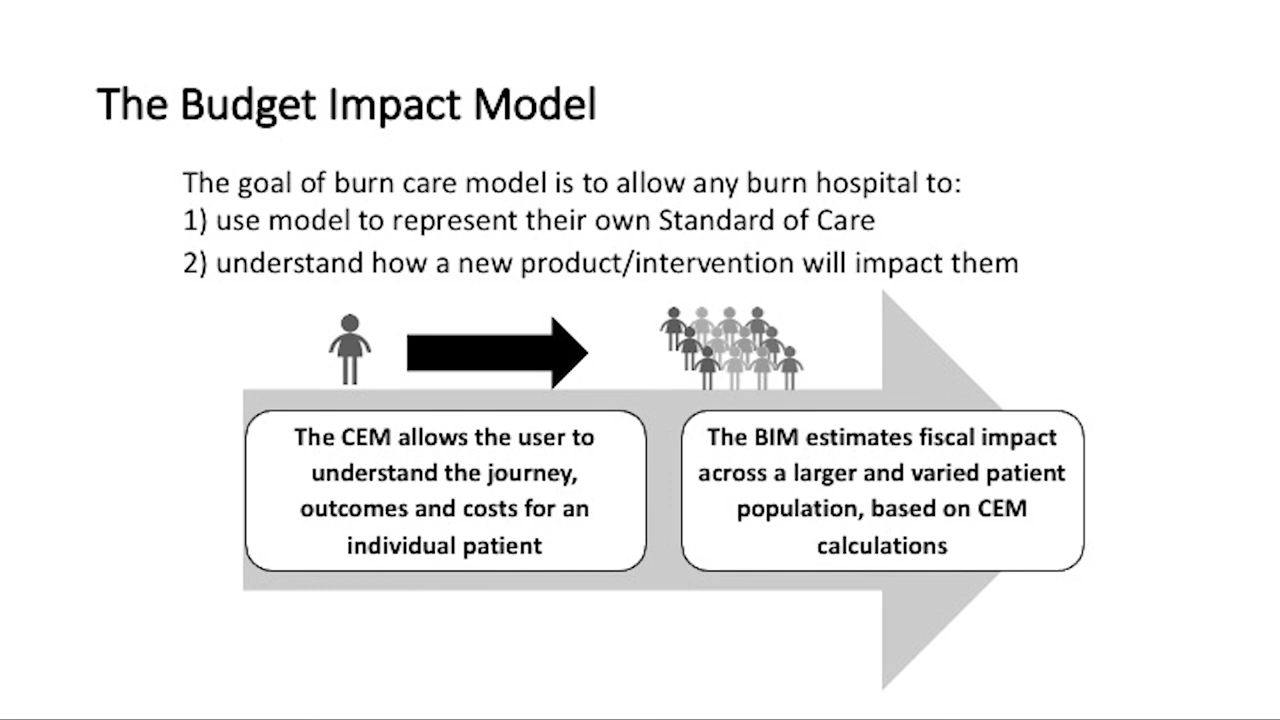 The Budget Impact Model
The goal of burn care model is to allow any burn hospital to:
1) use model to represent their own Standard of Care
2) understand how a new product/intervention will impact them
The CEM allows the user to
understand the journey,
outcomes and costs for an
individual patient
The BIM estimates fiscal impact
across a larger and varied patient
population, based on CEM
calculations